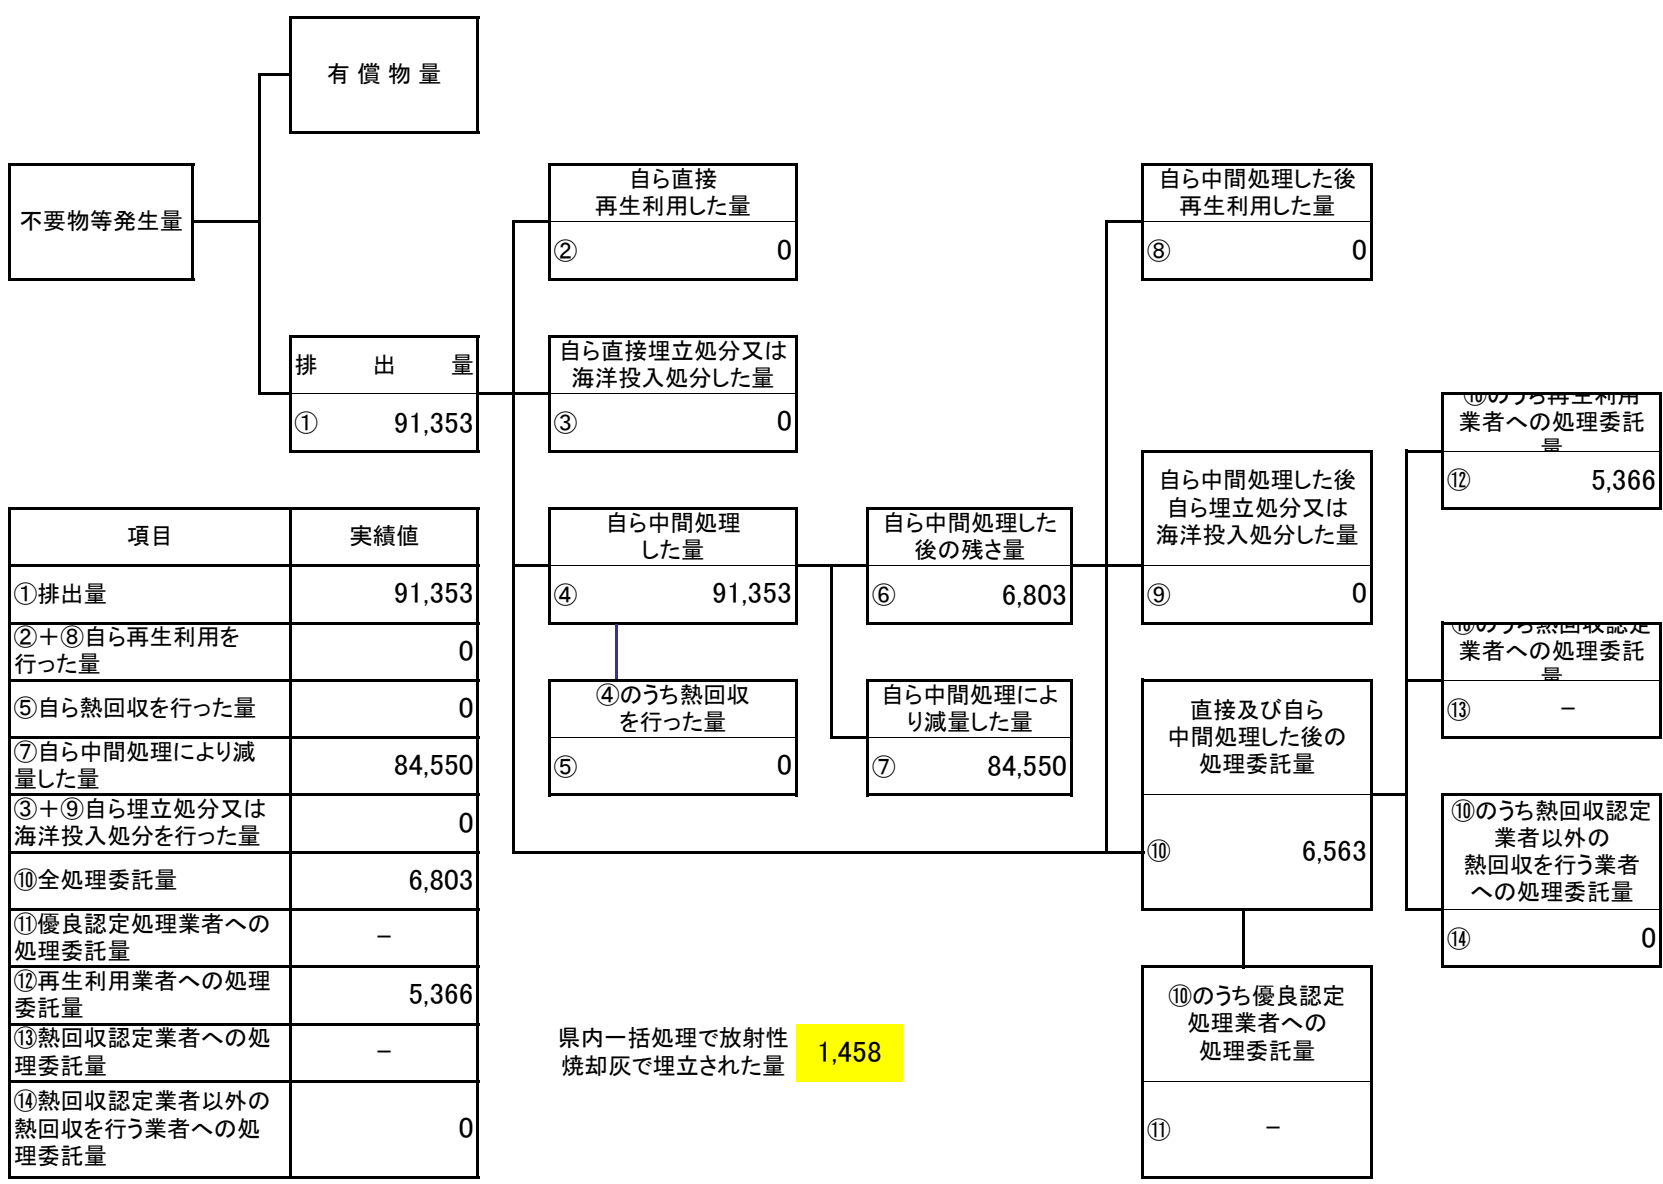 有償物量
不要物等発生量
自ら直接
再生利用した量
② 0
自ら中間処理した後
再生利用した量
⑧ 0
排出量
① 91,353
自ら直接埋立処分又は
海洋投入処分した量
③ 0
⑩のうち再生利用
業者への処理委託
量
⑫ 5,366
自ら中間処理した後
自ら埋立処分又は
海洋投入処分した量
⑨ 0
自ら中間処理
した量
④ 91,353
自ら中間処理した
後の残さ量
⑥ 6,803
⑩のうち熱回収認定
業者への処理委託
量
⑬ －
④のうち熱回収
を行った量
⑤ 0
自ら中間処理によ
り減量した量
⑦ 84,550
直接及び自ら
中間処理した後の
処理委託量
⑩ 6,563
⑩のうち熱回収認定
業者以外の
熱回収を行う業者
への処理委託量
⑭ 0
⑩のうち優良認定
処理業者への
処理委託量
⑪ －
項目 実績値
①排出量 91,353
②＋⑧自ら再生利用を
行った量 0
⑤自ら熱回収を行った量 0
⑦自ら中間処理により減
量した量 84,550
③＋⑨自ら埋立処分又は
海洋投入処分を行った量 0
⑩全処理委託量 6,803
⑪優良認定処理業者への
処理委託量 －
⑫再生利用業者への処理
委託量 5,366
⑬熱回収認定業者への処
理委託量 －
⑭熱回収認定業者以外の
熱回収を行う業者への処
理委託量 0
県内一括処理で放射性
焼却灰で埋立された量 1,458